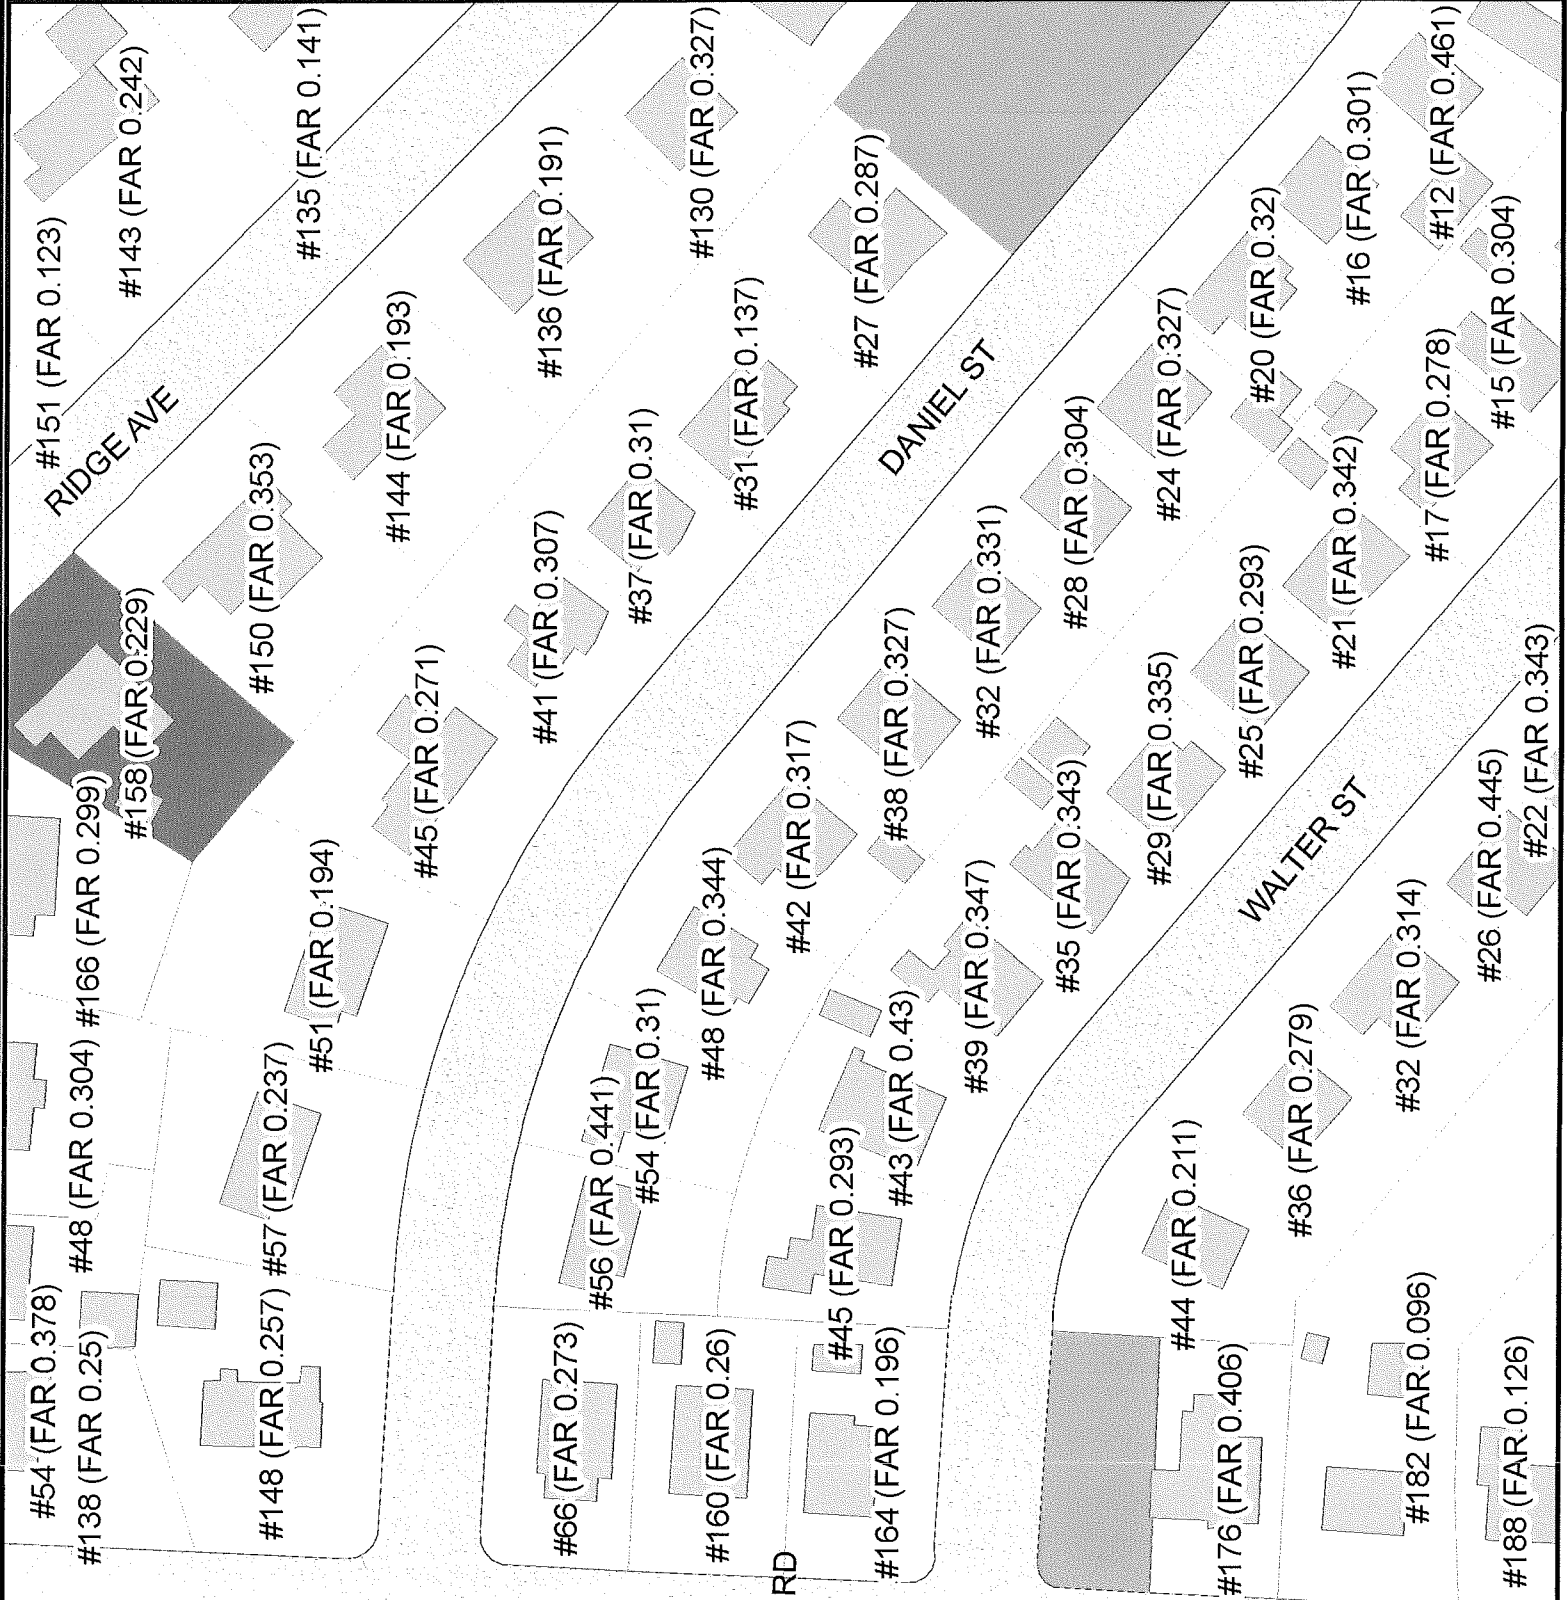 #151 (FAR 0.123)
#143 (FAR 0.242)
#135 (FAR 0.141)
RIDGE AVE
#158 (FAR 0.229)
#150 (FAR 0.353)
#144 (FAR 0.193)
#136 (FAR 0.191)
#130 (FAR 0.327)
#54 (FAR 0.378)
#138 (FAR 0.25)
#48 (FAR 0.304)
#166 (FAR 0.299)
#148 (FAR 0.257)
#57 (FAR 0.237)
#51 (FAR 0.194)
#45 (FAR 0.271)
#41 (FAR 0.307)
#37 (FAR 0.31)
#31 (FAR 0.137)
#27 (FAR 0.287)
DANIEL ST
#66 (FAR 0.273)
#56 (FAR 0.441)
#54 (FAR 0.31)
#48 (FAR 0.344)
#42 (FAR 0.317)
#38 (FAR 0.327)
#32 (FAR 0.331)
#28 (FAR 0.304)
#24 (FAR 0.327)
#20 (FAR 0.32)
#16 (FAR 0.301)
#12 (FAR 0.461)
#160 (FAR 0.26)
RD
#164 (FAR 0.196)
#45 (FAR 0.293)
#43 (FAR 0.43)
#39 (FAR 0.347)
#35 (FAR 0.343)
#29 (FAR 0.335)
#25 (FAR 0.293)
#21 (FAR 0.342)
#17 (FAR 0.278)
#15 (FAR 0.304)
WALTER ST
#176 (FAR 0.406)
#44 (FAR 0.211)
#36 (FAR 0.279)
#32 (FAR 0.314)
#26 (FAR 0.445)
#22 (FAR 0.343)
#182 (FAR 0.096)
#188 (FAR 0.126)